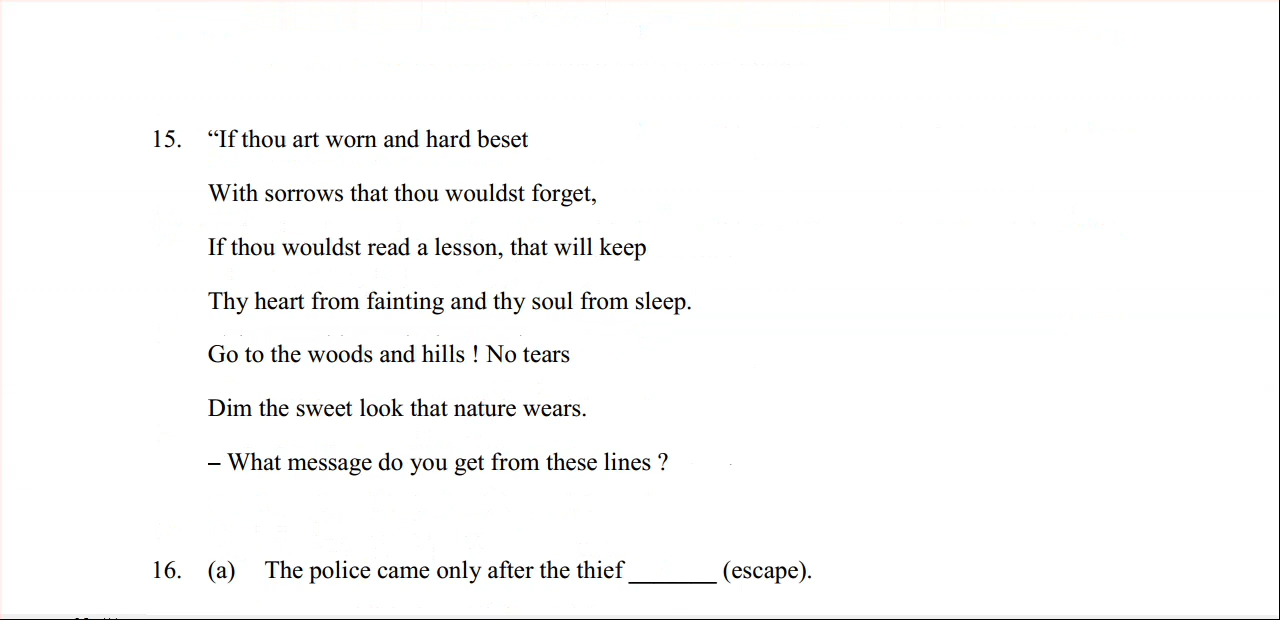 15. “If thou art worn and hard beset
With sorrows that thou wouldst forget,
If thou wouldst read a lesson, that will keep
Thy heart from fainting and thy soul from sleep.
Go to the woods and hills ! No tears
Dim the sweet look that nature wears.
– What message do you get from these lines ?
16. (a) The police came only after the thief _______ (escape).